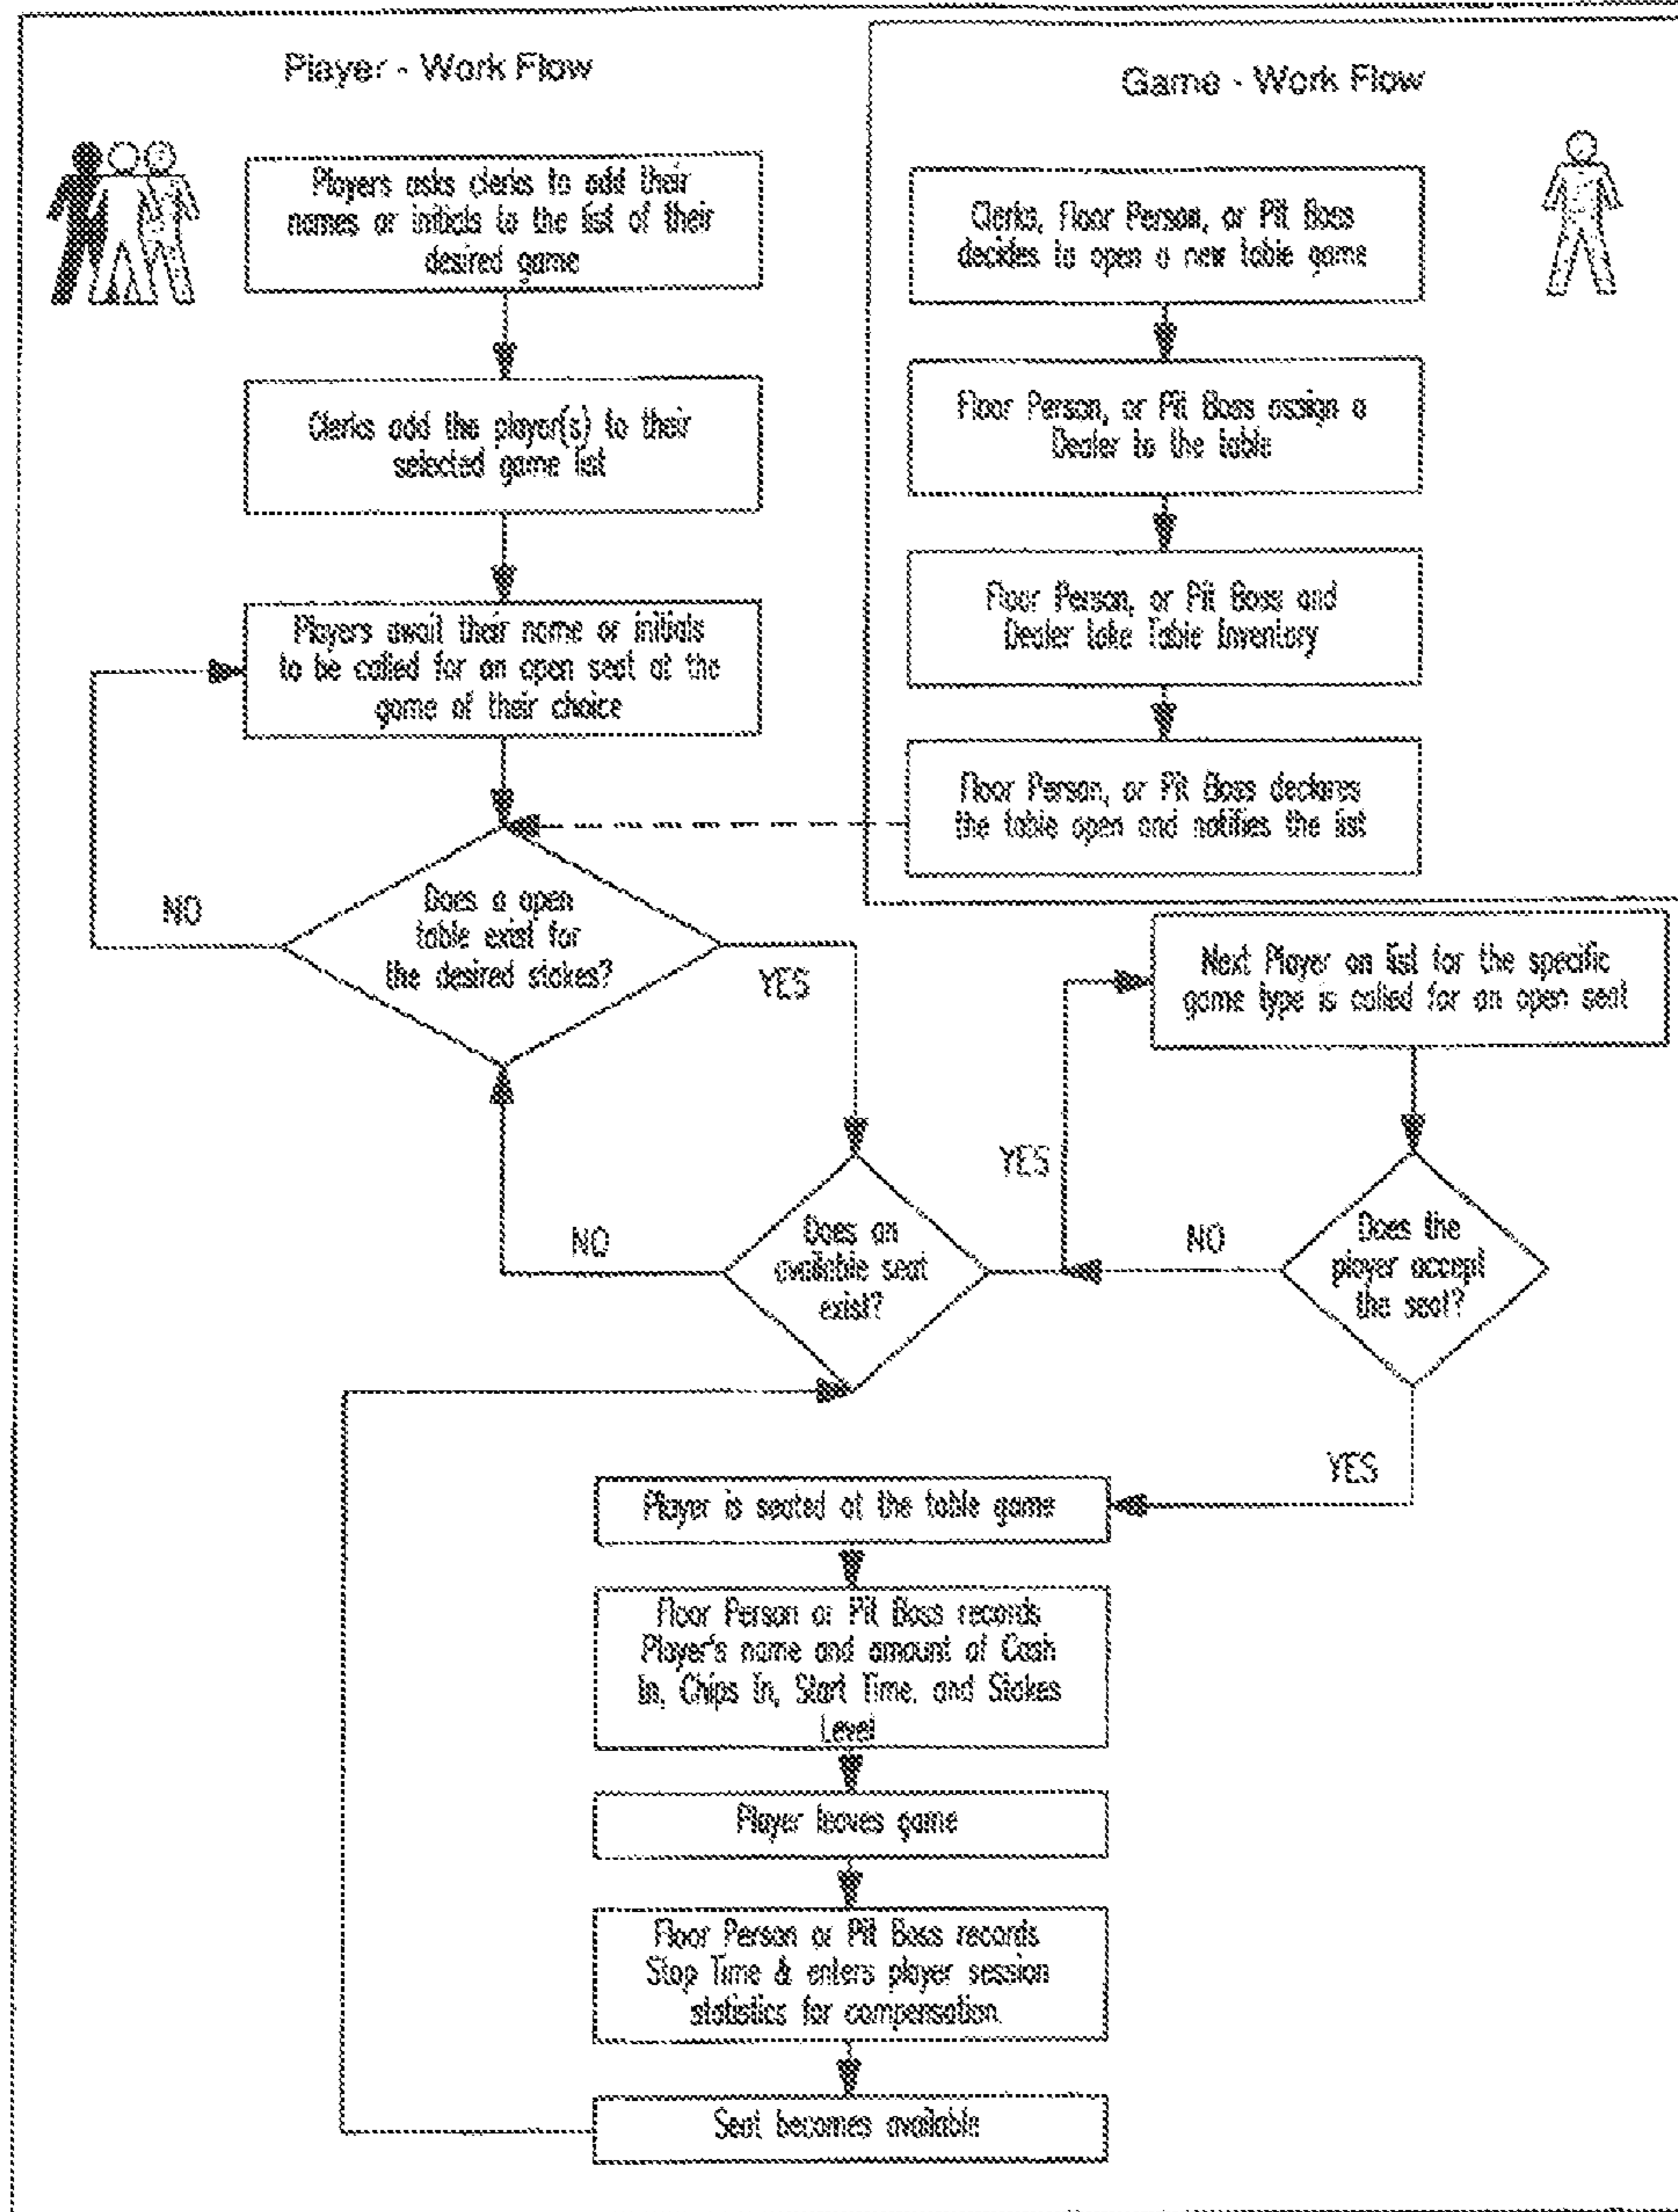 Player - Work Flow
Players asks clerks to add their
names or initials to the list of their
desired game
Clerks add the player(s) to their
selected game list
Players await their name or initials
to be called for an open seat at the
game of their choice
Does a open
table exist for
the desired stakes?
NO
YES
Game - Work Flow
Clerks, Floor Person, or Pit Boss
decides to open a new table game
Floor Person, or Pit Boss assign a
Dealer to the table
Floor Person, or Pit Boss and
Dealer take Table Inventory
Floor Person, or Pit Boss declares
the table open and notifies the list
Next Player on list for the specific
game type is called for an open seat
YES
NO
Does an
available seat
exist?
NO
Does the
player accept
the seat?
YES
Player is seated at the table game
Floor Person or Pit Boss records
Player's name and amount of Cash
In, Chips In, Start Time, and Stakes
Level
Player leaves game
Floor Person or Pit Boss records
Stop Time & enters player session
statistics for compensation.
Seat becomes available